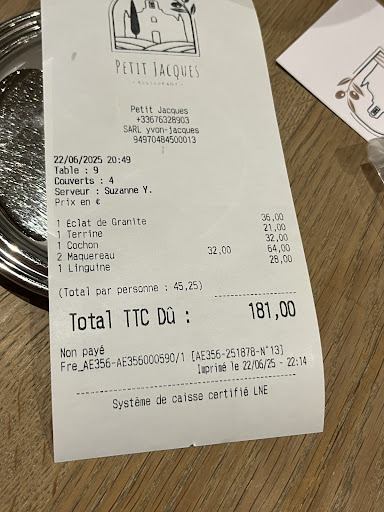 PETIT JACQUES
Petit Jacques
+33676328903
SARL yvon-jacques
94970484500013
22/06/2025 20:49
Table : 9
Couverts : 4
Serveur : Suzanne Y.
Prix en €
1 Éclat de Granite 36,00
1 Terrine 21,00
1 Cochon 32,00
2 Maquereau 32,00 64,00
1 Linguine 28,00
(Total par personne : 45,25)
Total TTC Dû : 181,00
Non payé
Fre_AE356-AE356000590/1 [AE356-251878-N°13]
Imprimé le 22/06/25 - 22:14
Système de caisse certifié LNE